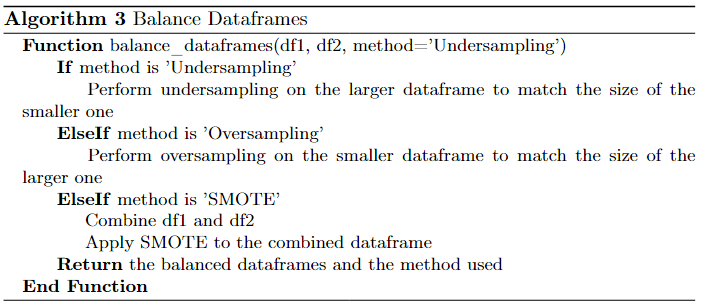 Algorithm 3 Balance Dataframes
Function balance_dataframes(df1, df2, method='Undersampling')
If method is 'Undersampling'
Perform undersampling on the larger dataframe to match the size of the
smaller one
ElseIf method is 'Oversampling'
Perform oversampling on the smaller dataframe to match the size of the
larger one
ElseIf method is 'SMOTE'
Combine df1 and df2
Apply SMOTE to the combined dataframe
Return the balanced dataframes and the method used
End Function